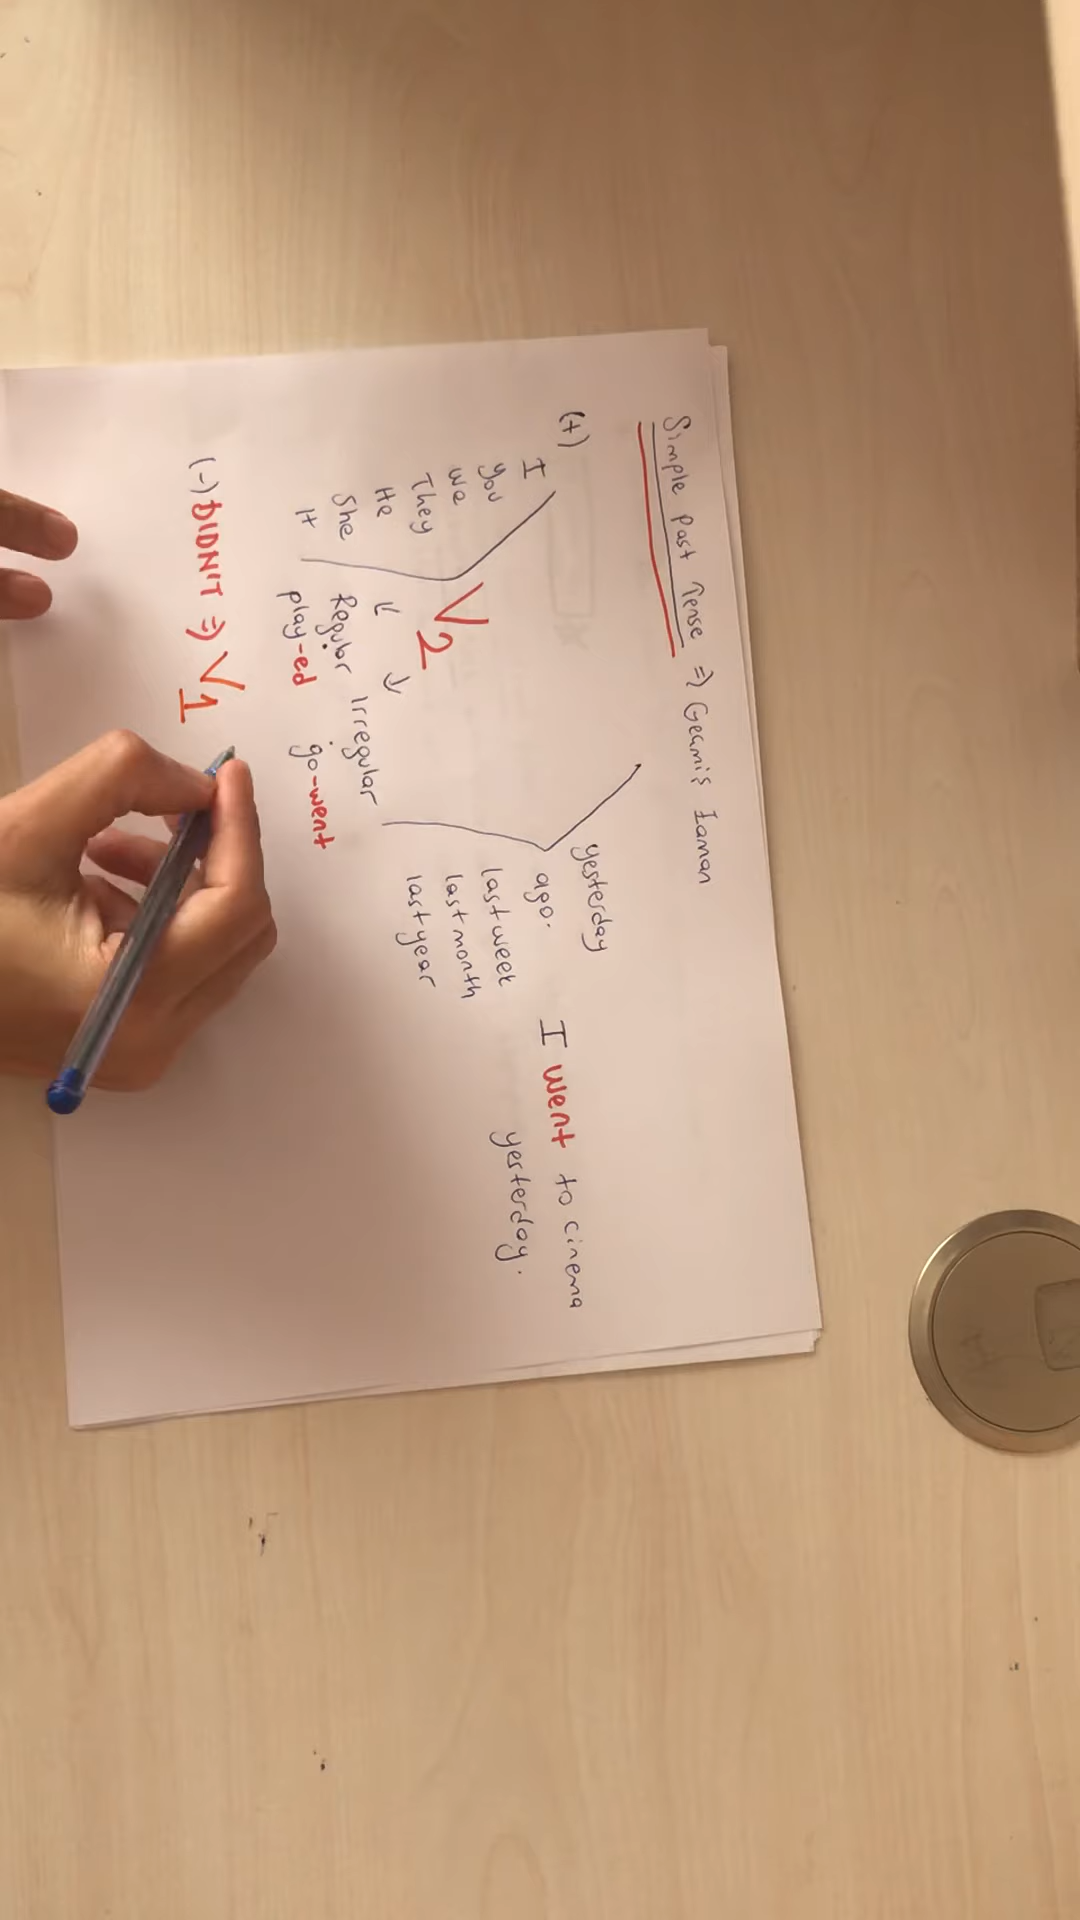 Simple Past Tense => Geçmiş Zaman
(+)
I
you
we
They
He
She
It
V2
Regular Irregular
play-ed go-went
yesterday
ago.
last week
last month
last year
I went to cinema
yesterday.
(-) DIDN'T => V1